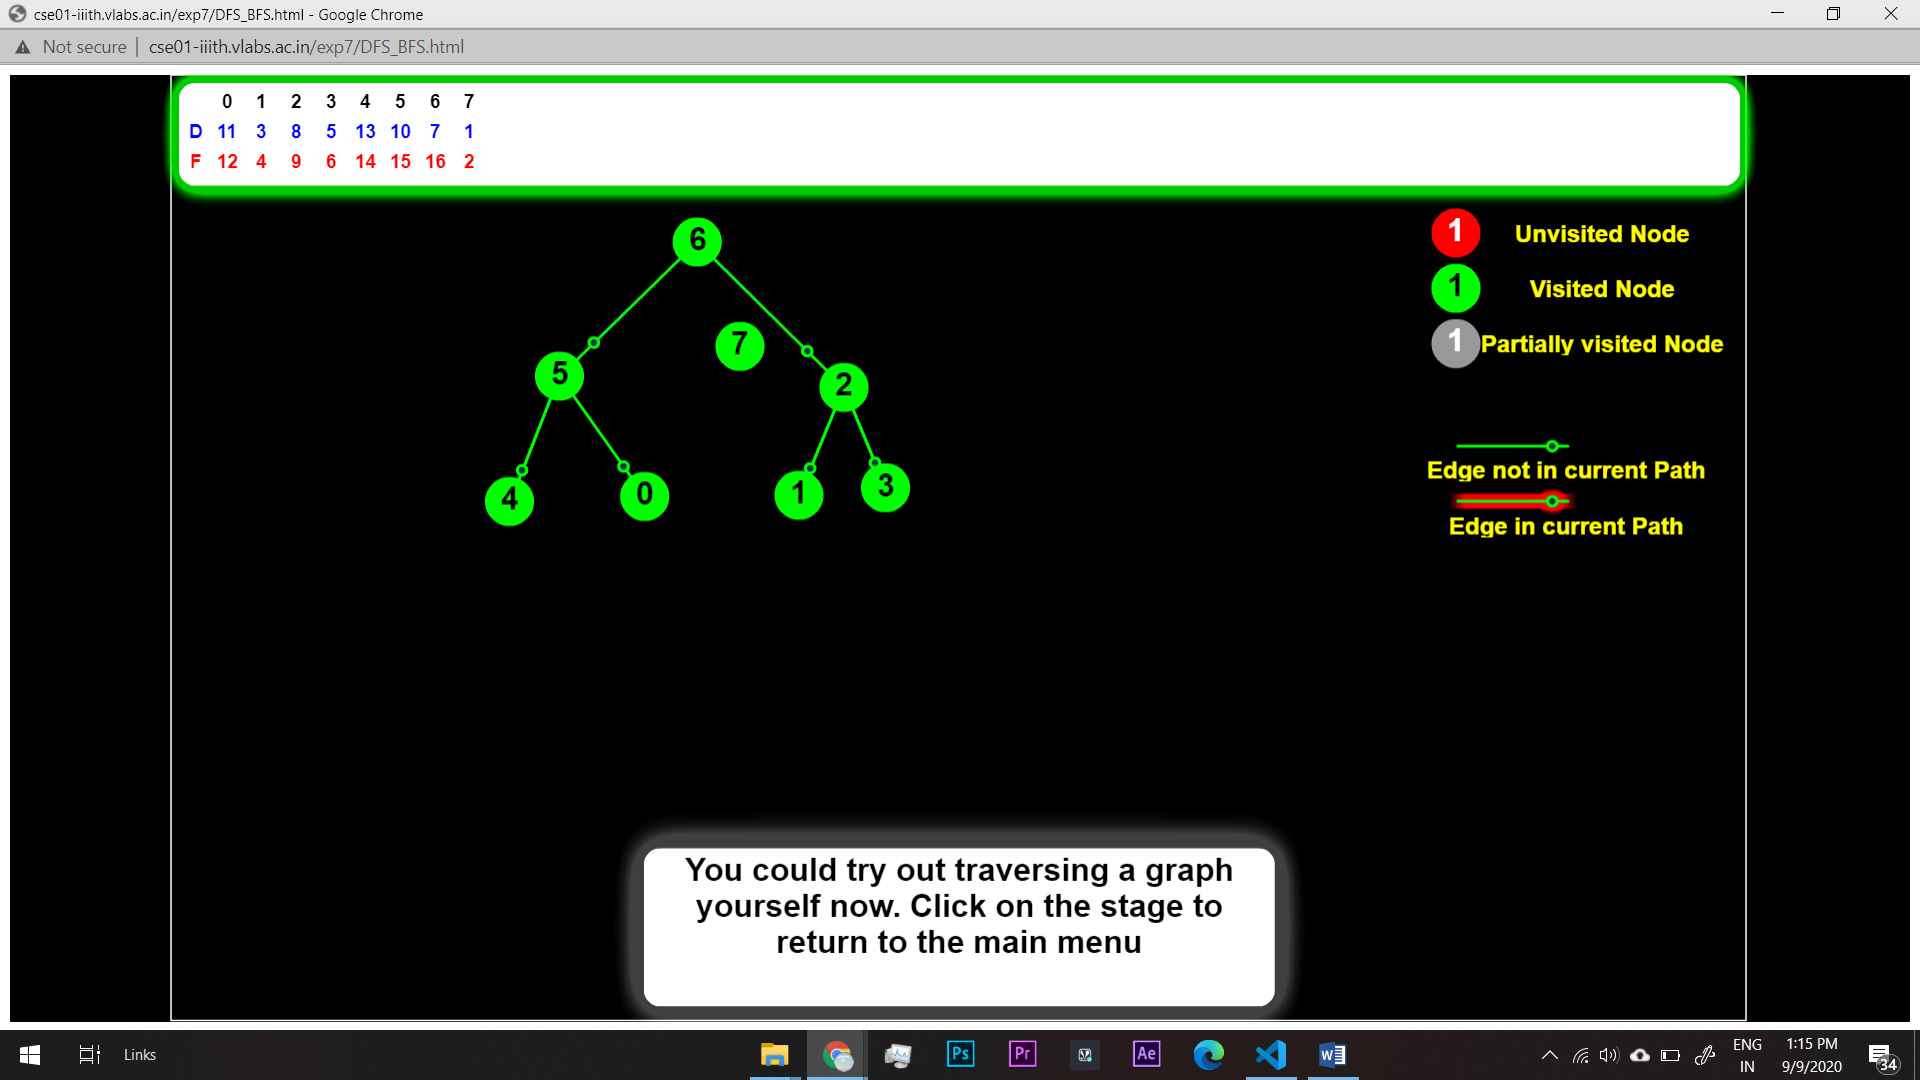 cse01-iiith.vlabs.ac.in/exp7/DFS_BFS.html - Google Chrome
Not secure | cse01-iiith.vlabs.ac.in/exp7/DFS_BFS.html
0 1 2 3 4 5 6 7
D 11 3 8 5 13 10 7 1
F 12 4 9 6 14 15 16 2
6
5
7
2
4
0
1
3
1 Unvisited Node
1 Visited Node
1 Partially visited Node
Edge not in current Path
Edge in current Path
You could try out traversing a graph
yourself now. Click on the stage to
return to the main menu
Links
Ps
Pr
Ae
ENG
IN
1:15 PM
9/9/2020
34